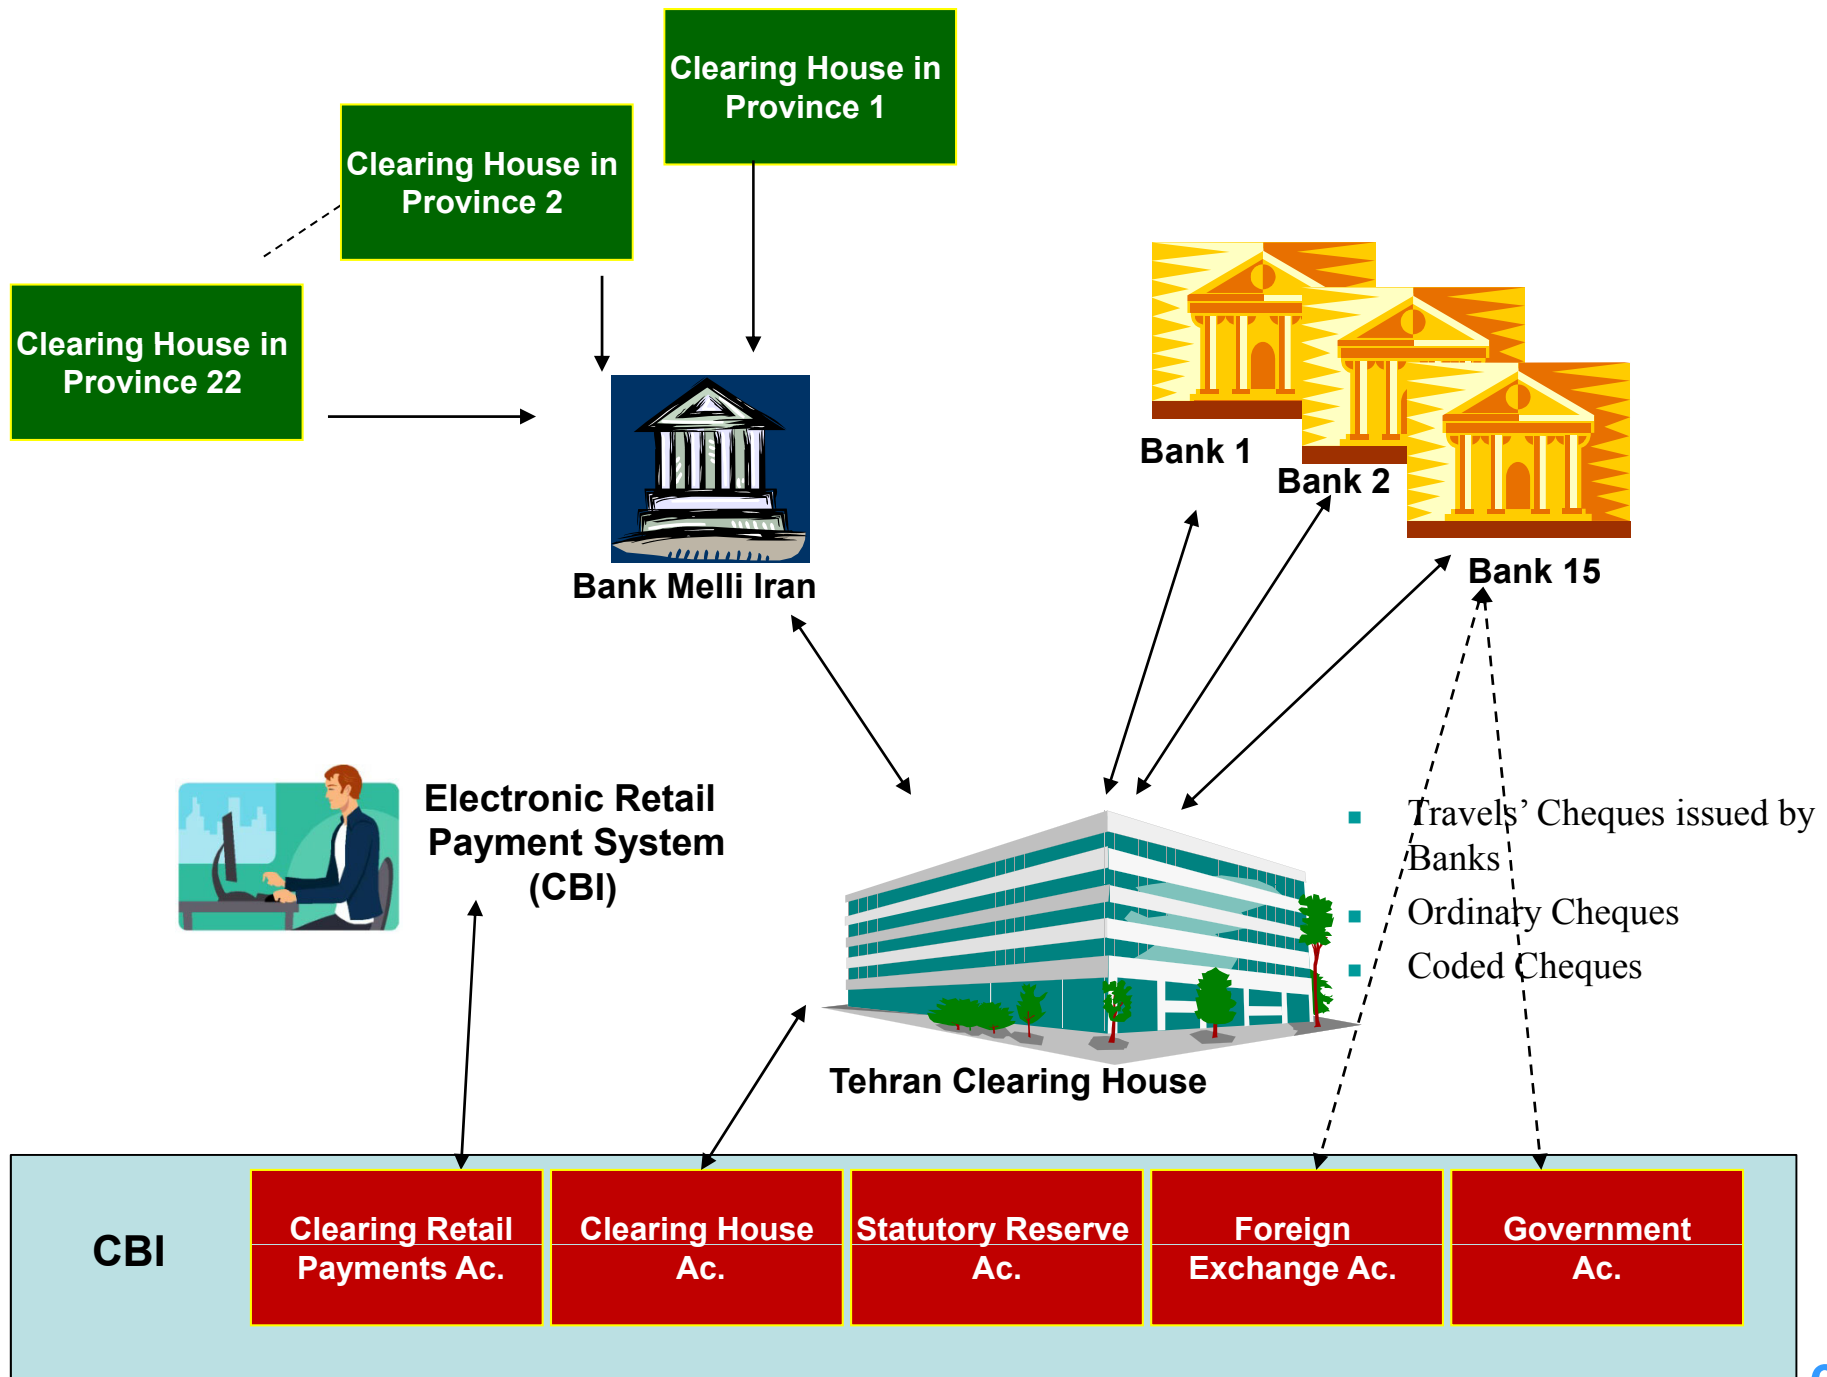 Clearing House in
Province 1
Clearing House in
Province 2
Clearing House in
Province 22
Bank 1
Bank 2
Bank 15
Bank Melli Iran
Electronic Retail
Payment System
(CBI)
■ Travels’ Cheques issued by
Banks
■ Ordinary Cheques
■ Coded Cheques
Tehran Clearing House
CBI
Clearing Retail
Payments Ac.
Clearing House
Ac.
Statutory Reserve
Ac.
Foreign
Exchange Ac.
Government
Ac.